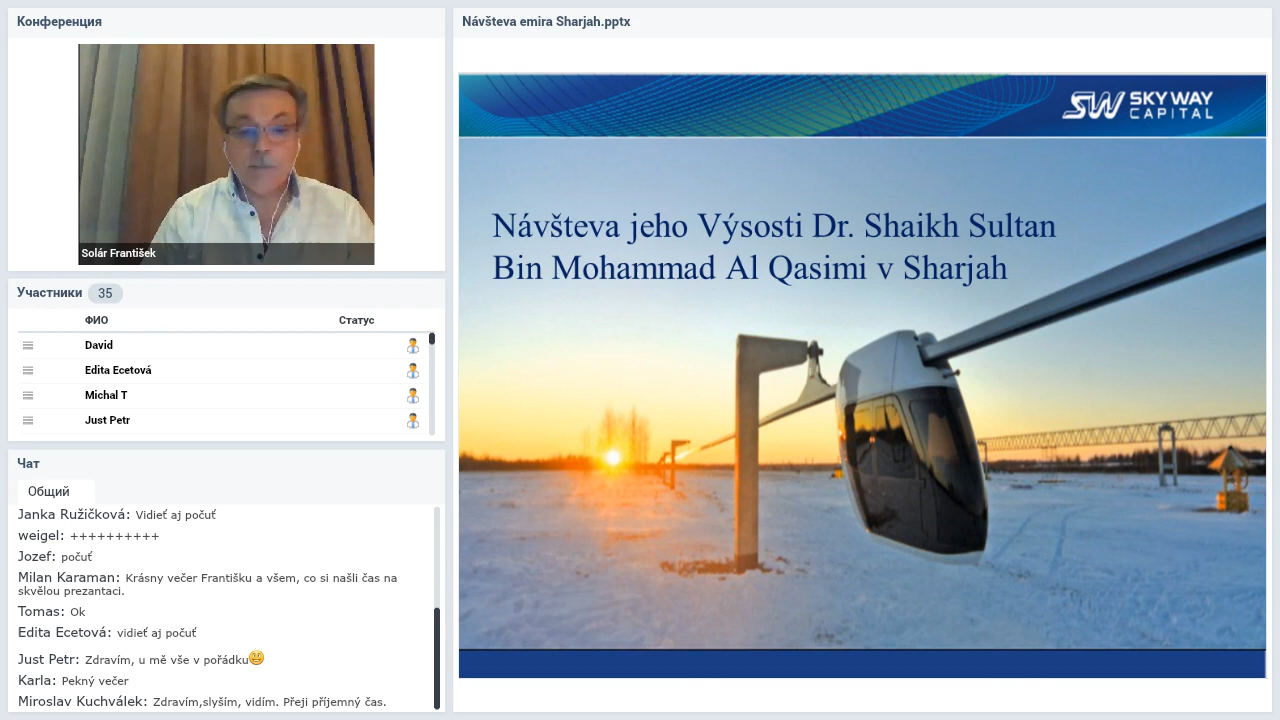 Конференция
Solár František
Участники 35
ФИО Статус
David
Edita Ecetová
Michal T
Just Petr
Чат
Общий
Janka Ružičková: Vidieť aj počuť
weigel: ++++++++++
Jozef: počuť
Milan Karaman: Krásny večer Františku a všem, co si našli čas na
skvělou prezentaci.
Tomas: Ok
Edita Ecetová: vidieť aj počuť
Just Petr: Zdravím, u mě vše v pořádku
Karla: Pekný večer
Miroslav Kuchválek: Zdravím,slyším, vidím. Přeji příjemný čas.
Návšteva emira Sharjah.pptx
SW SKY WAY
CAPITAL
Návšteva jeho Výsosti Dr. Shaikh Sultan
Bin Mohammad Al Qasimi v Sharjah